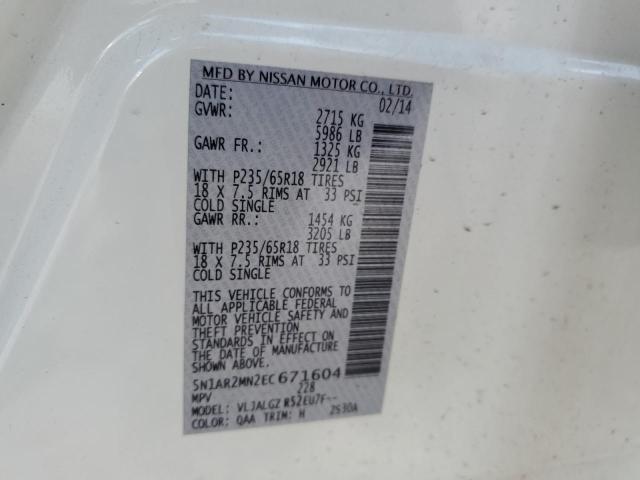 MFD BY NISSAN MOTOR CO., LTD.
DATE: 02/14
GVWR: 2715 KG
5986 LB
GAWR FR.: 1325 KG
2921 LB
WITH P235/65R18 TIRES
18 X 7.5 RIMS AT 33 PSI
COLD SINGLE
GAWR RR.: 1454 KG
3205 LB
WITH P235/65R18 TIRES
18 X 7.5 RIMS AT 33 PSI
COLD SINGLE
THIS VEHICLE CONFORMS TO
ALL APPLICABLE FEDERAL
MOTOR VEHICLE SAFETY AND
THEFT PREVENTION
STANDARDS IN EFFECT ON
THE DATE OF MANUFACTURE
SHOWN ABOVE.
5N1AR2MN2EC671604
MPV 228
MODEL: VLJALGZ R52EU7F--
COLOR: QAA TRIM: H 2S30A